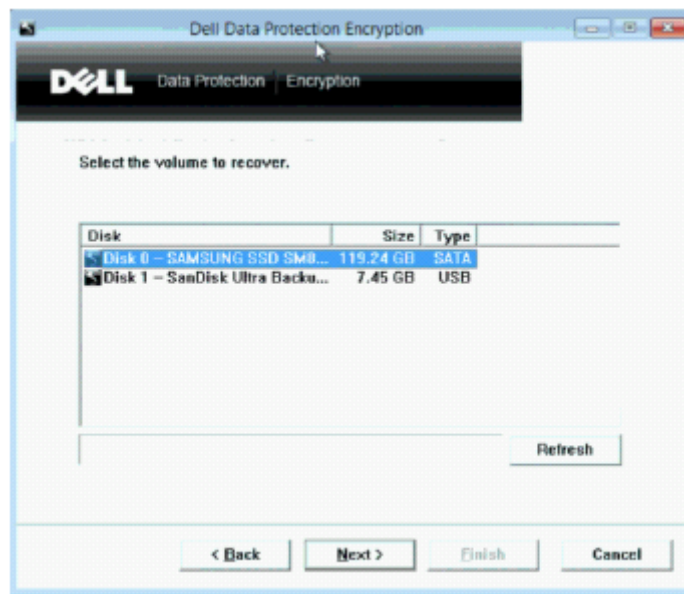 Dell Data Protection Encryption
DELL Data Protection | Encryption
Select the volume to recover.
Disk Size Type
Disk 0 – SAMSUNG SSD SM8... 119.24 GB SATA
Disk 1 – SanDisk Ultra Backu... 7.45 GB USB
Refresh
< Back Next > Finish Cancel